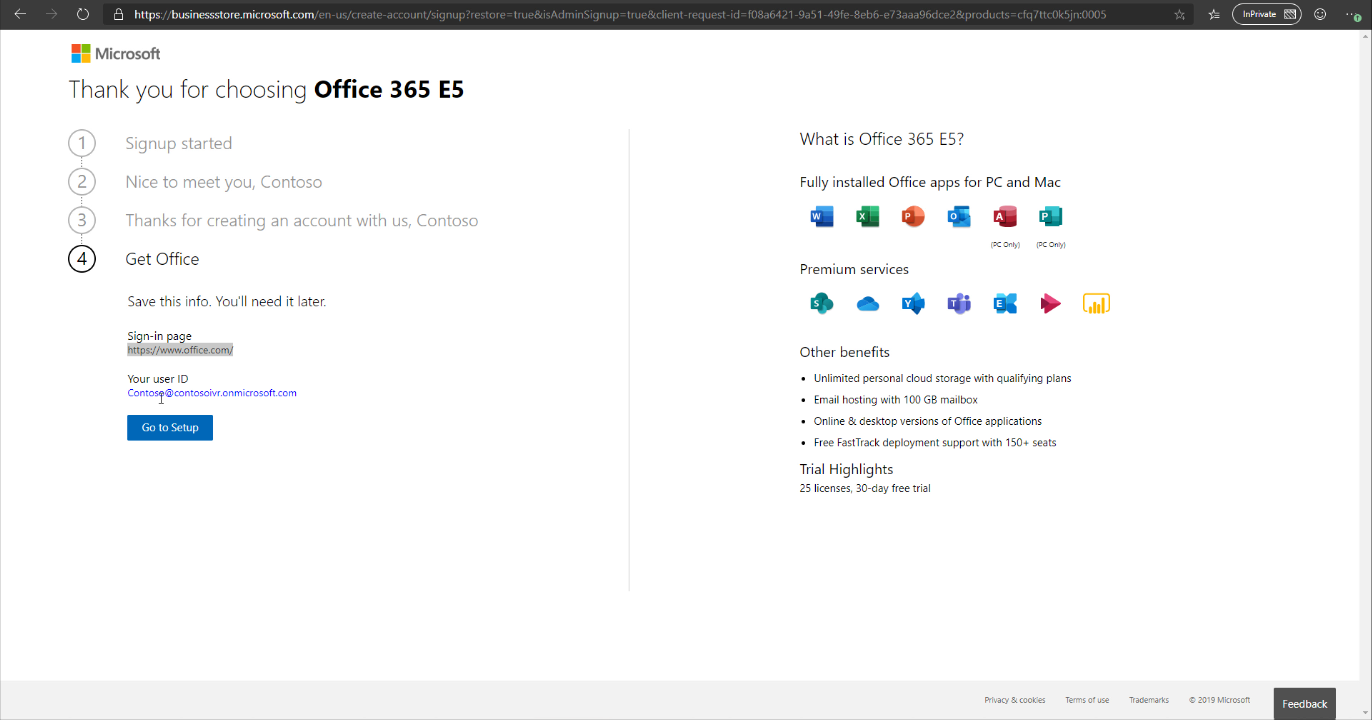 https://businessstore.microsoft.com/en-us/create-account/signup?restore=true&isAdminSignup=true&client-request-id=f08a6421-9a51-49fe-8eb6-e73aaa96dce2&products=cfq7ttc0k5jn:0005
InPrivate
Microsoft
Thank you for choosing Office 365 E5
1 Signup started
2 Nice to meet you, Contoso
3 Thanks for creating an account with us, Contoso
4 Get Office
Save this info. You'll need it later.
Sign-in page
https://www.office.com/
Your user ID
Contoso@contosoivr.onmicrosoft.com
Go to Setup
What is Office 365 E5?
Fully installed Office apps for PC and Mac
W X P O A P
(PC Only) (PC Only)
Premium services
S Y T E
Other benefits
• Unlimited personal cloud storage with qualifying plans
• Email hosting with 100 GB mailbox
• Online & desktop versions of Office applications
• Free FastTrack deployment support with 150+ seats
Trial Highlights
25 licenses, 30-day free trial
Privacy & cookies Terms of use Trademarks © 2019 Microsoft Feedback